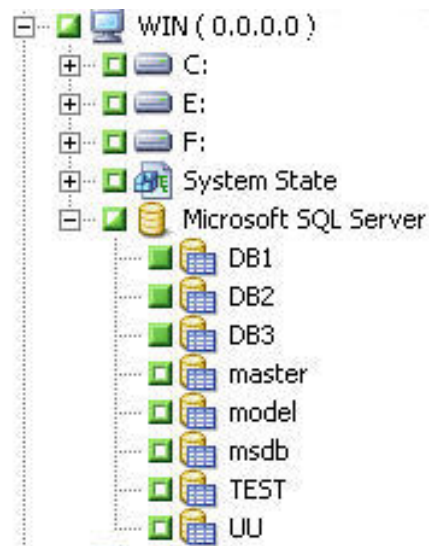 WIN ( 0.0.0.0 )
C:
E:
F:
System State
Microsoft SQL Server
DB1
DB2
DB3
master
model
msdb
TEST
UU